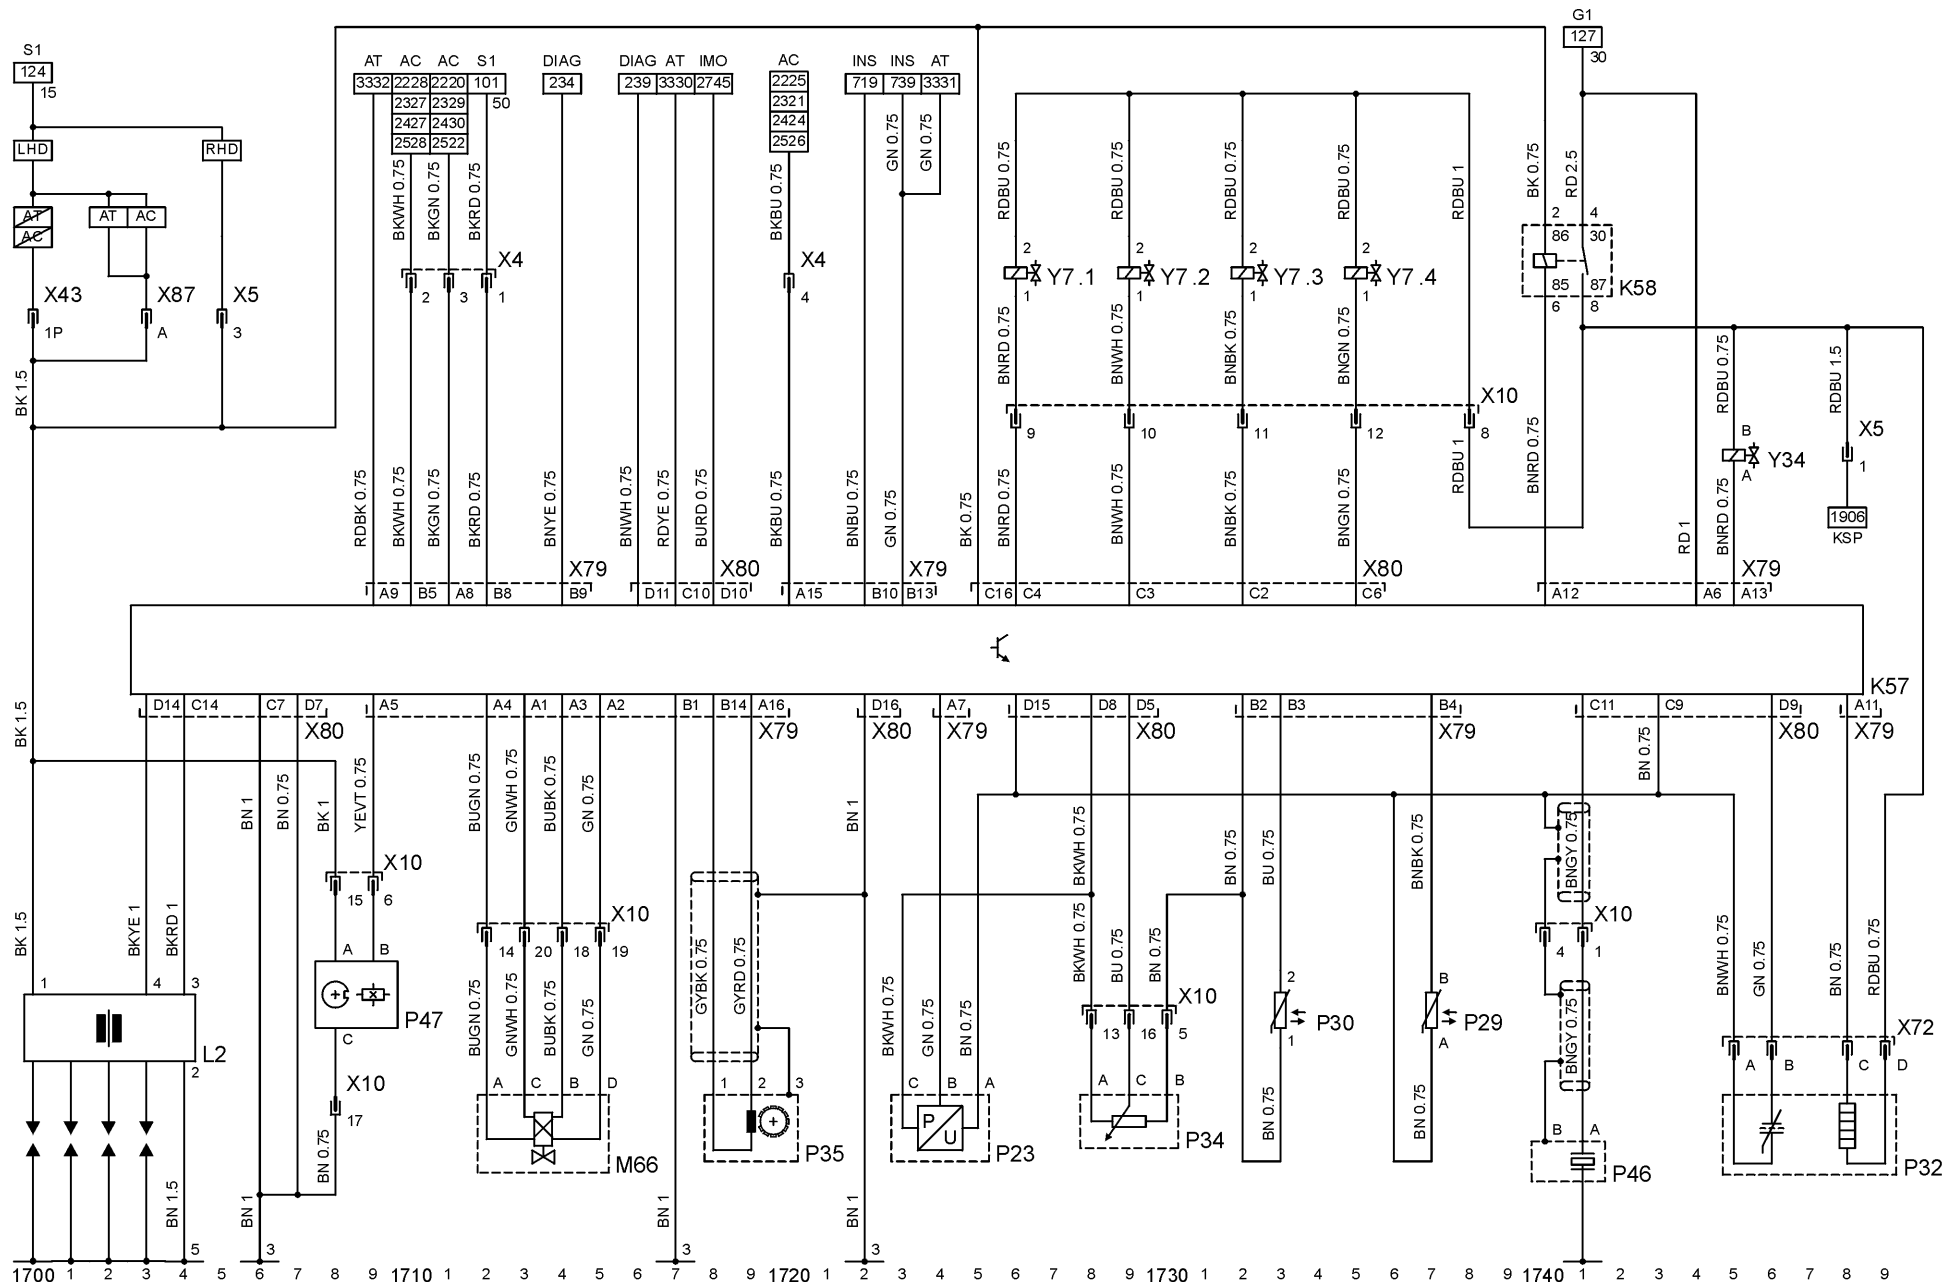 S1
124
15
LHD
RHD
AT
AC
AT AC
X43
1P
X87
A
X5
3
BK 1.5
AT AC AC S1
3332 2228 2220 101
50
2327 2329
2427 2430
2528 2522
BKWH 0.75
BKGN 0.75
BKRD 0.75
X4
2 3 1
DIAG
234
DIAG AT IMO
239 3330 2745
AC
2225
2321
2424
2526
BKBU 0.75
X4
4
INS INS AT
719 739 3331
GN 0.75
GN 0.75
RDBU 0.75
RDBU 0.75
RDBU 0.75
RDBU 0.75
RDBU 1
2 2 2 2
Y7.1
Y7.2
Y7.3
Y7.4
1 1 1 1
BNRD 0.75
BNWH 0.75
BNBK 0.75
BNGN 0.75
X10
9 10 11 12 8
G1
127
30
BK 0.75
RD 2.5
2 4
86 30
K58
85 87
6 8
RDBU 0.75
RDBU 1.5
B
Y34
A
X5
1
1906
KSP
RDBK 0.75
BKWH 0.75
BKGN 0.75
BKRD 0.75
BNYE 0.75
BNWH 0.75
RDYE 0.75
BURD 0.75
BKBU 0.75
BNBU 0.75
GN 0.75
BK 0.75
BNRD 0.75
BNWH 0.75
BNBK 0.75
BNGN 0.75
RDBU 1
BNRD 0.75
RD 1
BNRD 0.75
X79 X80 X79 X80 X79
A9 B5 A8 B8 B9 D11 C10 D10 A15 B10 B13 C16 C4 C3 C2 C6 A12 A6 A13
K57
D14 C14 C7 D7 A5 A4 A1 A3 A2 B1 B14 A16 D16 A7 D15 D8 D5 B2 B3 B4 C11 C9 D9 A11
X80 X79 X80 X79 X80 X79 X80 X79
BK 1.5
BN 1
BN 0.75
BK 1
YEVT 0.75
BUGN 0.75
GNWH 0.75
BUBK 0.75
GN 0.75
BN 1
BKWH 0.75
BN 0.75
BU 0.75
BNBK 0.75
BNGY 0.75
BN 0.75
BK 1.5
BKYE 1
BKRD 1
X10
15 6
X10
14 20 18 19
GYBK 0.75
GYRD 0.75
BKWH 0.75
BU 0.75
BN 0.75
X10
4 1
BNWH 0.75
GN 0.75
BN 0.75
RDBU 0.75
1 4 3
L2
2
A B
P47
C
X10
17
BN 0.75
BUGN 0.75
GNWH 0.75
BUBK 0.75
GN 0.75
A C B D
M66
1 2 3
P35
BKWH 0.75
GN 0.75
BN 0.75
C B A
P
U
P23
X10
13 16 5
A C B
P34
2
P30
1
BN 0.75
B
P29
A
BN 0.75
BNGY 0.75
B A
P46
X72
A B C D
P32
BN 1.5
BN 1
BN 1
BN 1
5 3 3 3
1700 1 2 3 4 5 6 7 8 9 1710 1 2 3 4 5 6 7 8 9 1720 1 2 3 4 5 6 7 8 9 1730 1 2 3 4 5 6 7 8 9 1740 1 2 3 4 5 6 7 8 9